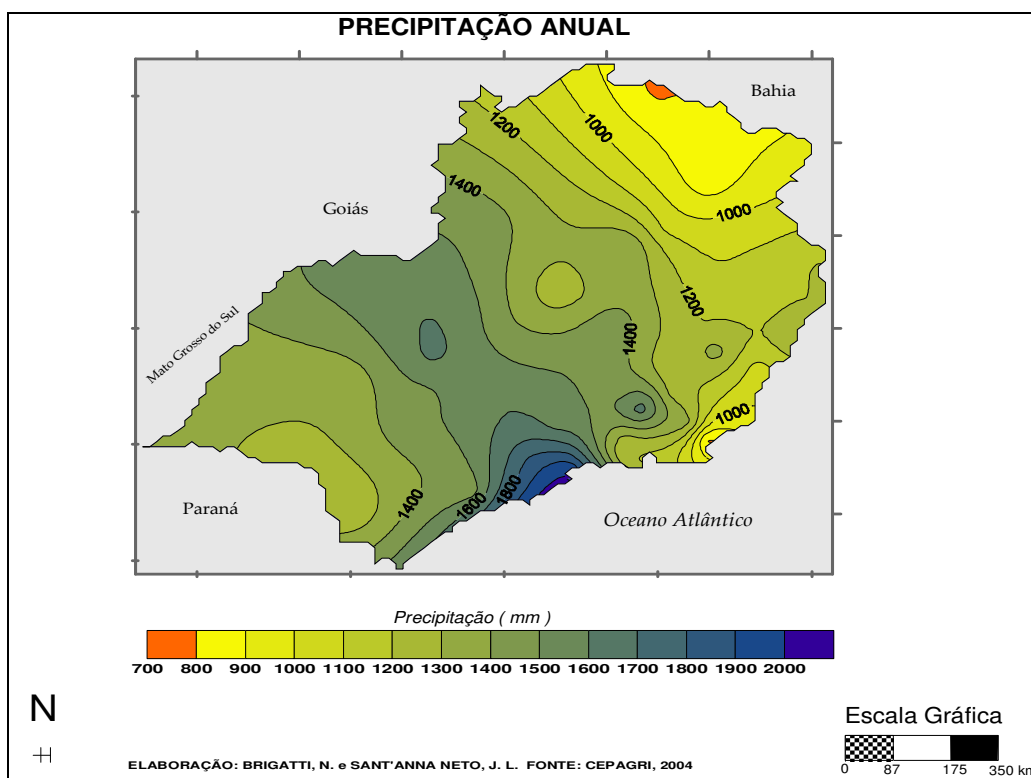 PRECIPITAÇÃO ANUAL
Bahia
1200
1000
1400
Goiás
1000
1200
Mato Grosso do Sul
1400
1000
Paraná
1400
1600
1800
Oceano Atlântico
Precipitação ( mm )
700 800 900 1000 1100 1300 1400 1500 1600 1700 1800 1900 2000
N
Escala Gráfica
0 87 175 350 km
ELABORAÇÃO: BRIGATTI, N. e SANT'ANNA NETO, J. L. FONTE: CEPAGRI, 2004